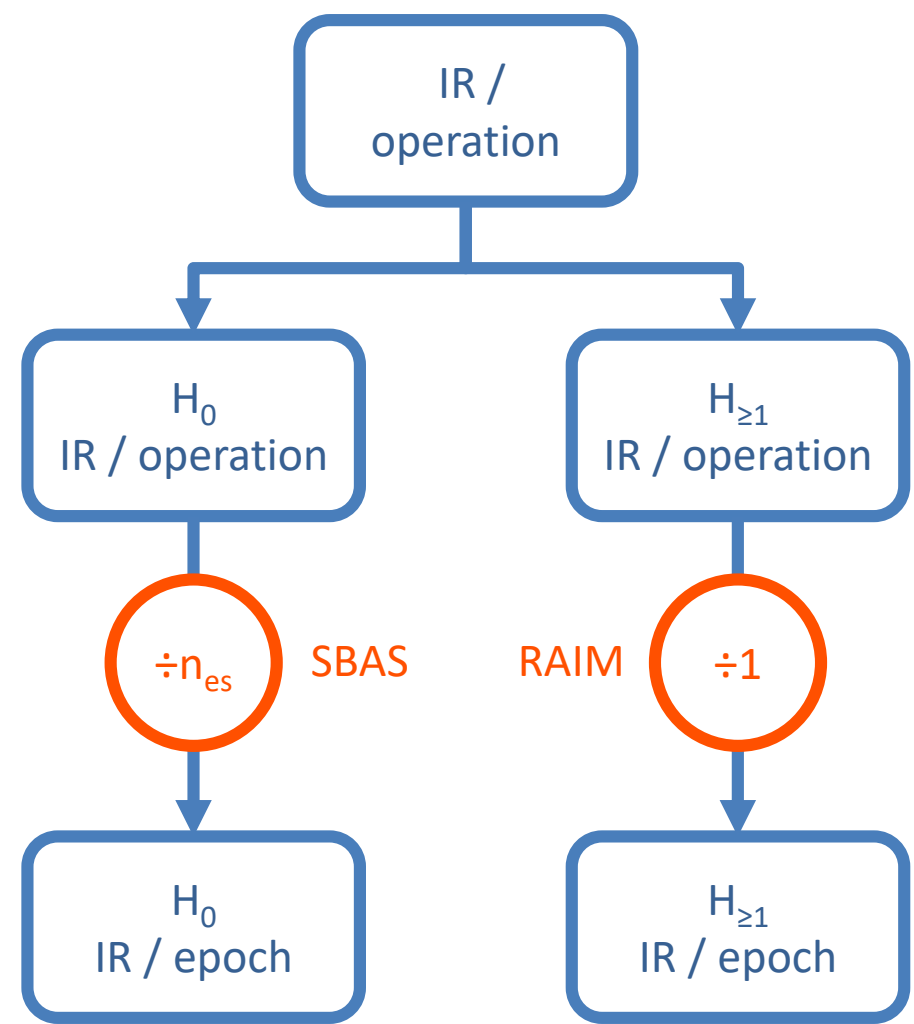 IR /
operation
H₀
IR / operation
H≥1
IR / operation
÷nes
SBAS
RAIM
÷1
H₀
IR / epoch
H≥1
IR / epoch